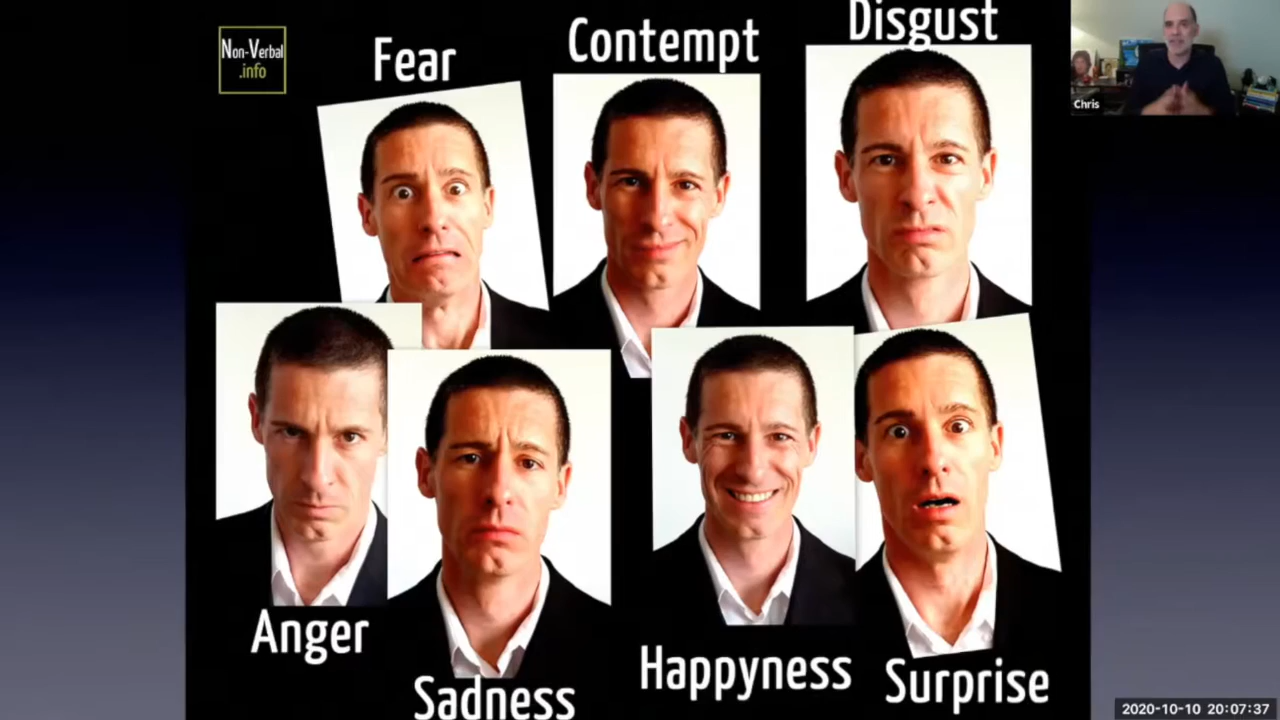 Non-Verbal
.info
Fear
Contempt
Disgust
Chris
Anger
Sadness
Happyness
Surprise
2020-10-10 20:07:37